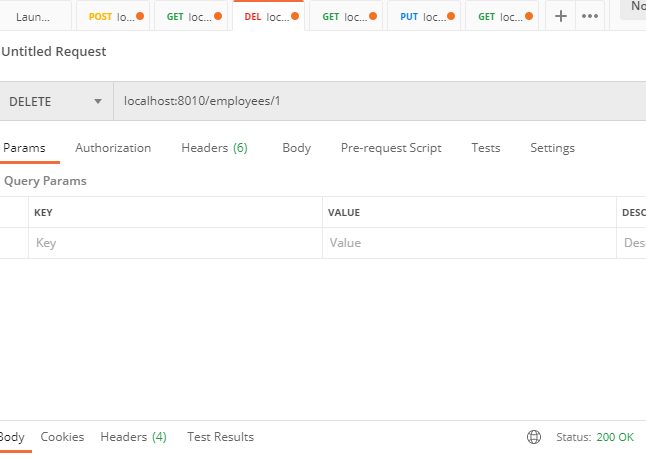 Laun... POST loc... GET loc... DEL loc... GET loc... PUT loc... GET loc... + ••• No
Untitled Request
DELETE localhost:8010/employees/1
Params Authorization Headers (6) Body Pre-request Script Tests Settings
Query Params
KEY VALUE DESC
Key Value Des
Body Cookies Headers (4) Test Results Status: 200 OK